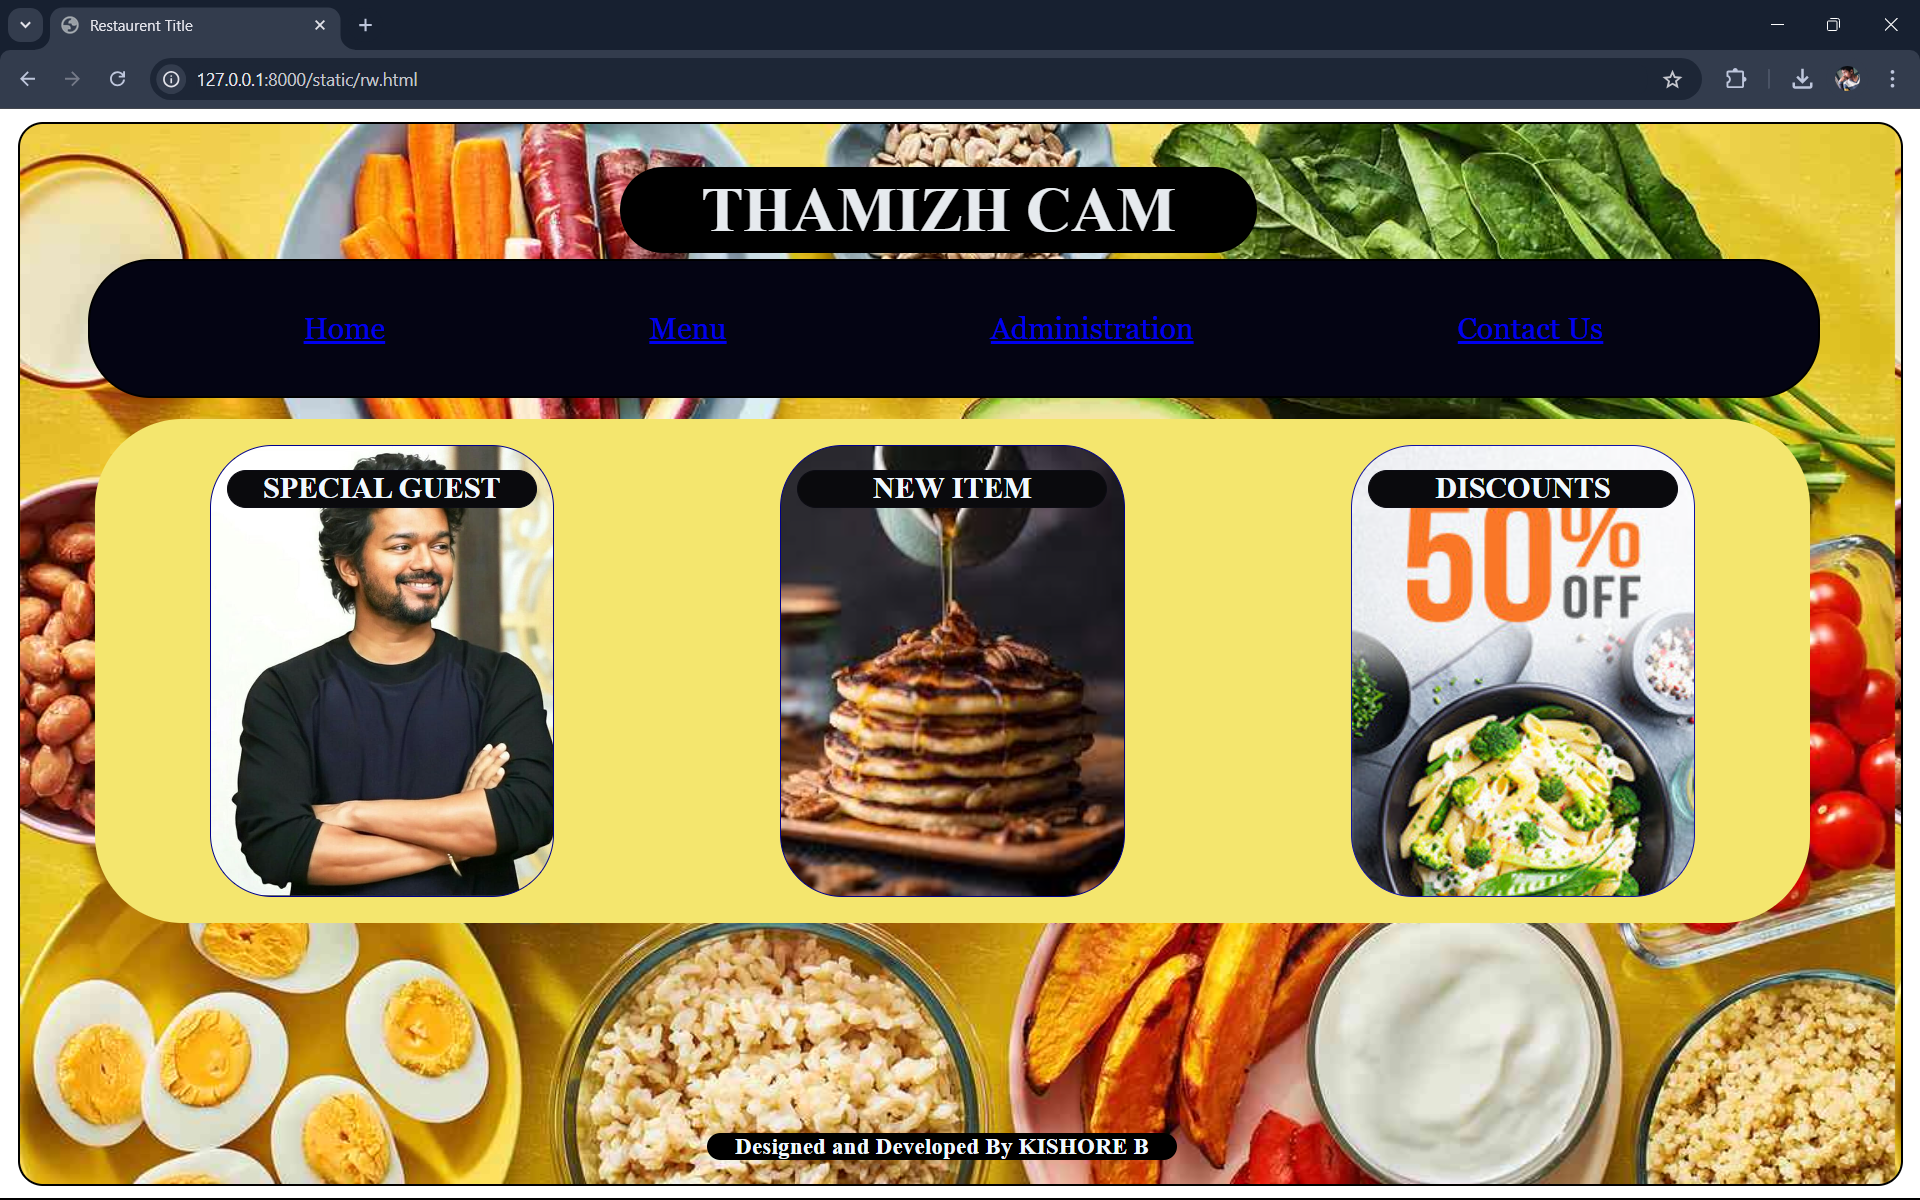 Restaurent Title
127.0.0.1:8000/static/rw.html
THAMIZH CAM
Home Menu Administration Contact Us
SPECIAL GUEST NEW ITEM DISCOUNTS
50%
OFF
Designed and Developed By KISHORE B